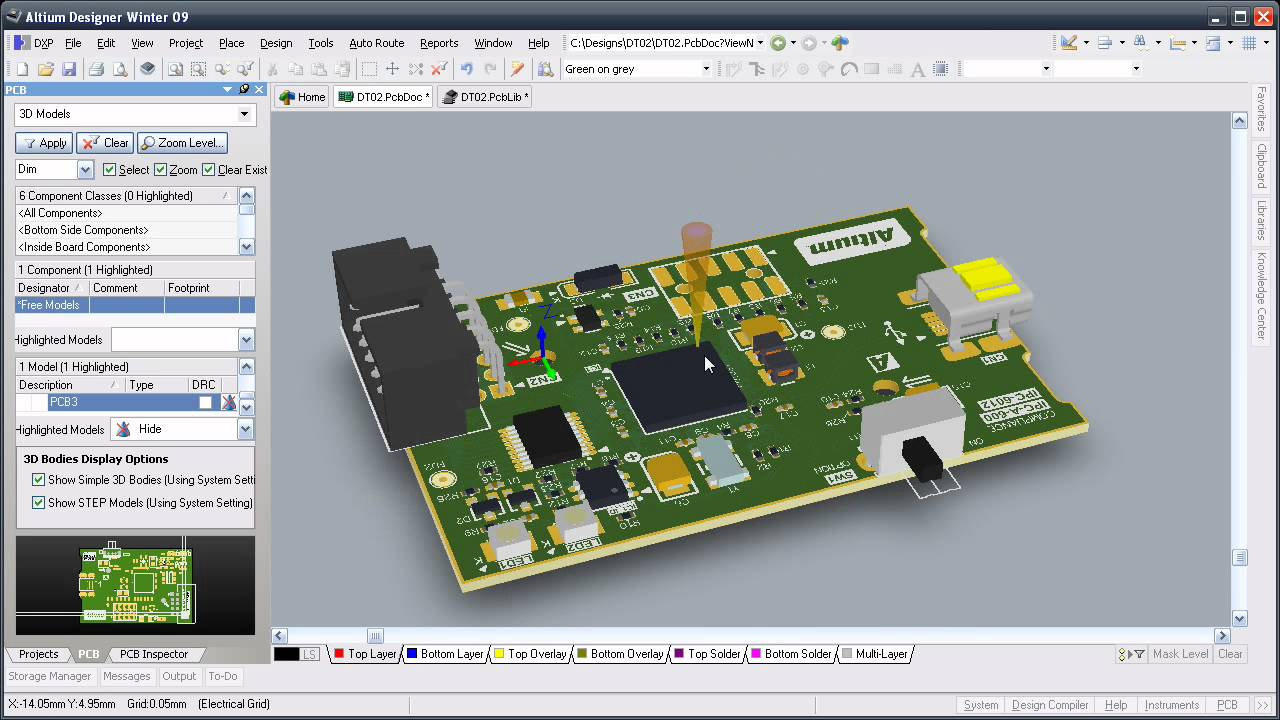 Altium Designer Winter 09
DXP File Edit View Project Place Design Tools Auto Route Reports Window Help C:\Designs\DT02\DT02.PcbDoc?ViewN
Green on grey
PCB
Home DT02.PcbDoc * DT02.PcbLib *
3D Models
Apply Clear Zoom Level...
Dim Select Zoom Clear Exist
6 Component Classes (0 Highlighted)
<All Components>
<Bottom Side Components>
<Inside Board Components>
1 Component (1 Highlighted)
Designator Comment Footprint
*Free Models
Highlighted Models
1 Model (1 Highlighted)
Description Type DRC
PCB3
Highlighted Models Hide
3D Bodies Display Options
Show Simple 3D Bodies (Using System Setti
Show STEP Models (Using System Setting)
Favorites
Clipboard
Libraries
Knowledge Center
Altium
CN3
Z
CN2
A
CN1
COMPLIANCE
IPC-A-600
IPC-6012
ON
OPTION
SW1
C6
Y1
R10
LED1
LED2
K
K
Projects PCB PCB Inspector
LS Top Layer Bottom Layer Top Overlay Bottom Overlay Top Solder Bottom Solder Multi-Layer Mask Level Clear
Storage Manager Messages Output To-Do
X:-14.05mm Y:4.95mm Grid:0.05mm (Electrical Grid) System Design Compiler Help Instruments PCB >>